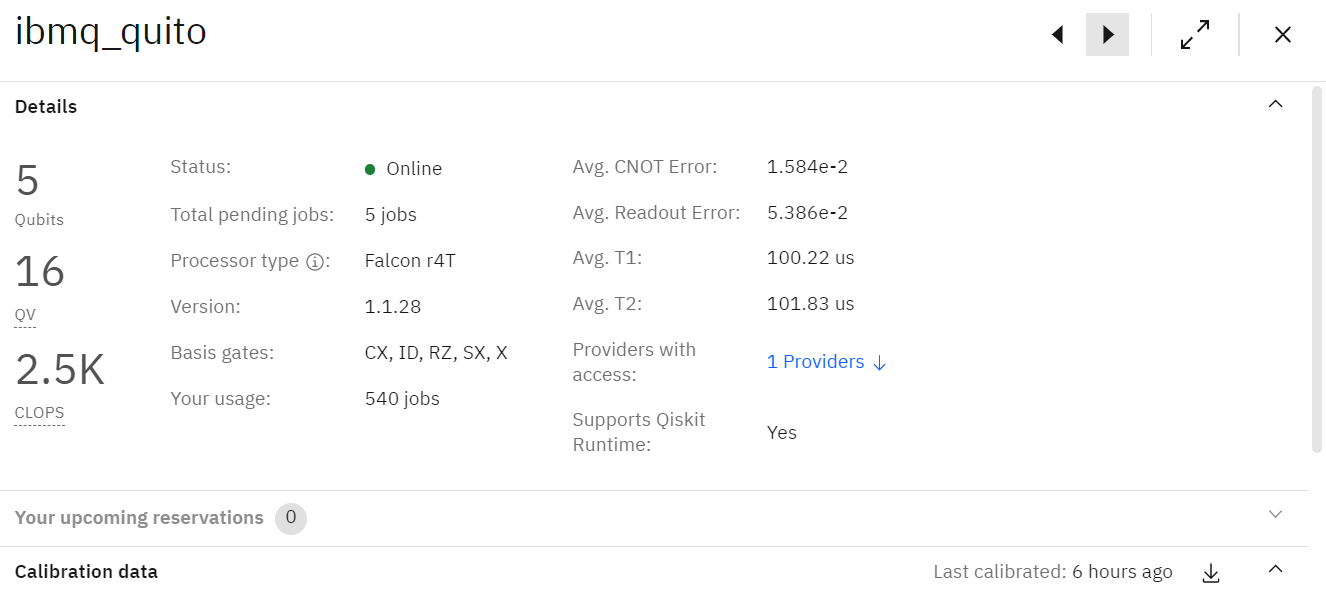 ibmq_quito
Details
5
Qubits
16
QV
2.5K
CLOPS
Status: Online
Total pending jobs: 5 jobs
Processor type : Falcon r4T
Version: 1.1.28
Basis gates: CX, ID, RZ, SX, X
Your usage: 540 jobs
Avg. CNOT Error: 1.584e-2
Avg. Readout Error: 5.386e-2
Avg. T1: 100.22 us
Avg. T2: 101.83 us
Providers with
access: 1 Providers ↓
Supports Qiskit
Runtime: Yes
Your upcoming reservations 0
Calibration data
Last calibrated: 6 hours ago